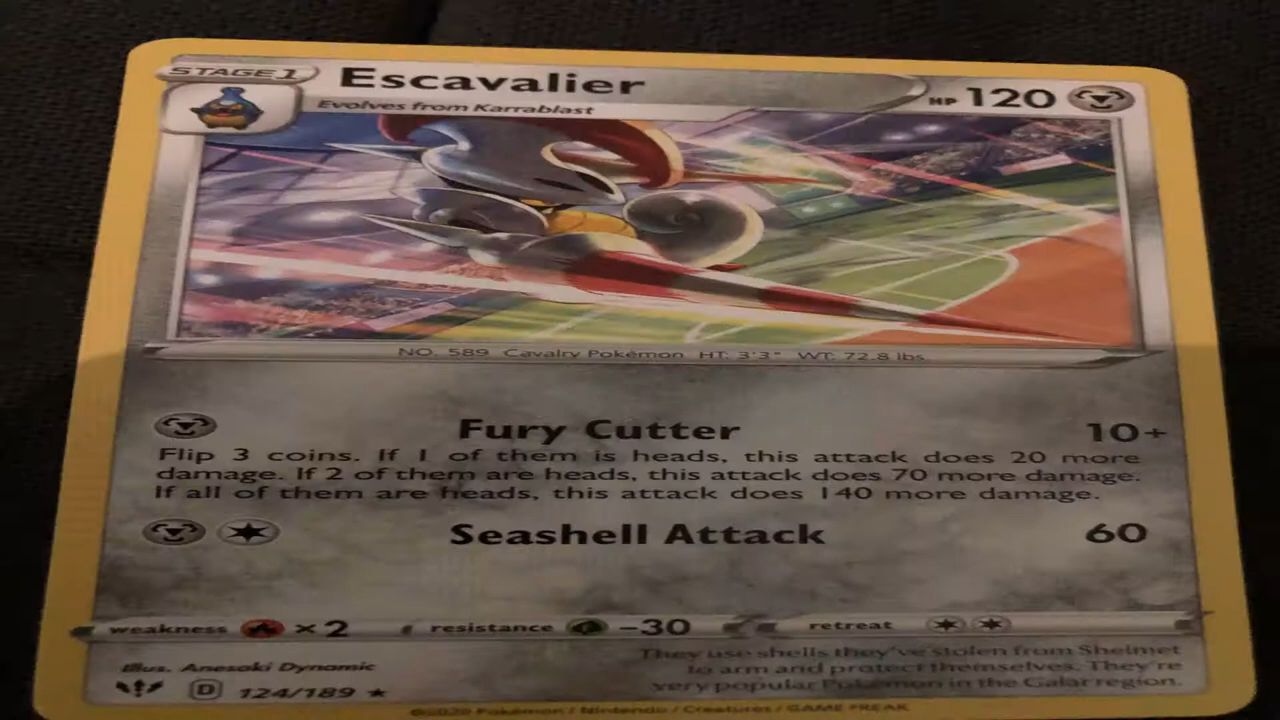 STAGE 1
Escavalier
HP 120
Evolves from Karrablast
NO. 589 Cavalry Pokémon HT: 3'3" WT: 72.8 lbs.
Fury Cutter 10+
Flip 3 coins. If 1 of them is heads, this attack does 20 more
damage. If 2 of them are heads, this attack does 70 more damage.
If all of them are heads, this attack does 140 more damage.
Seashell Attack 60
weakness ×2 resistance -30 retreat
They use shells they've stolen from Shelmet
to arm and protect themselves. They're
very popular Pokémon in the Galar region.
Illus. Anesaki Dynamic
D 124/189 ★
©2020 Pokémon / Nintendo / Creatures / GAME FREAK